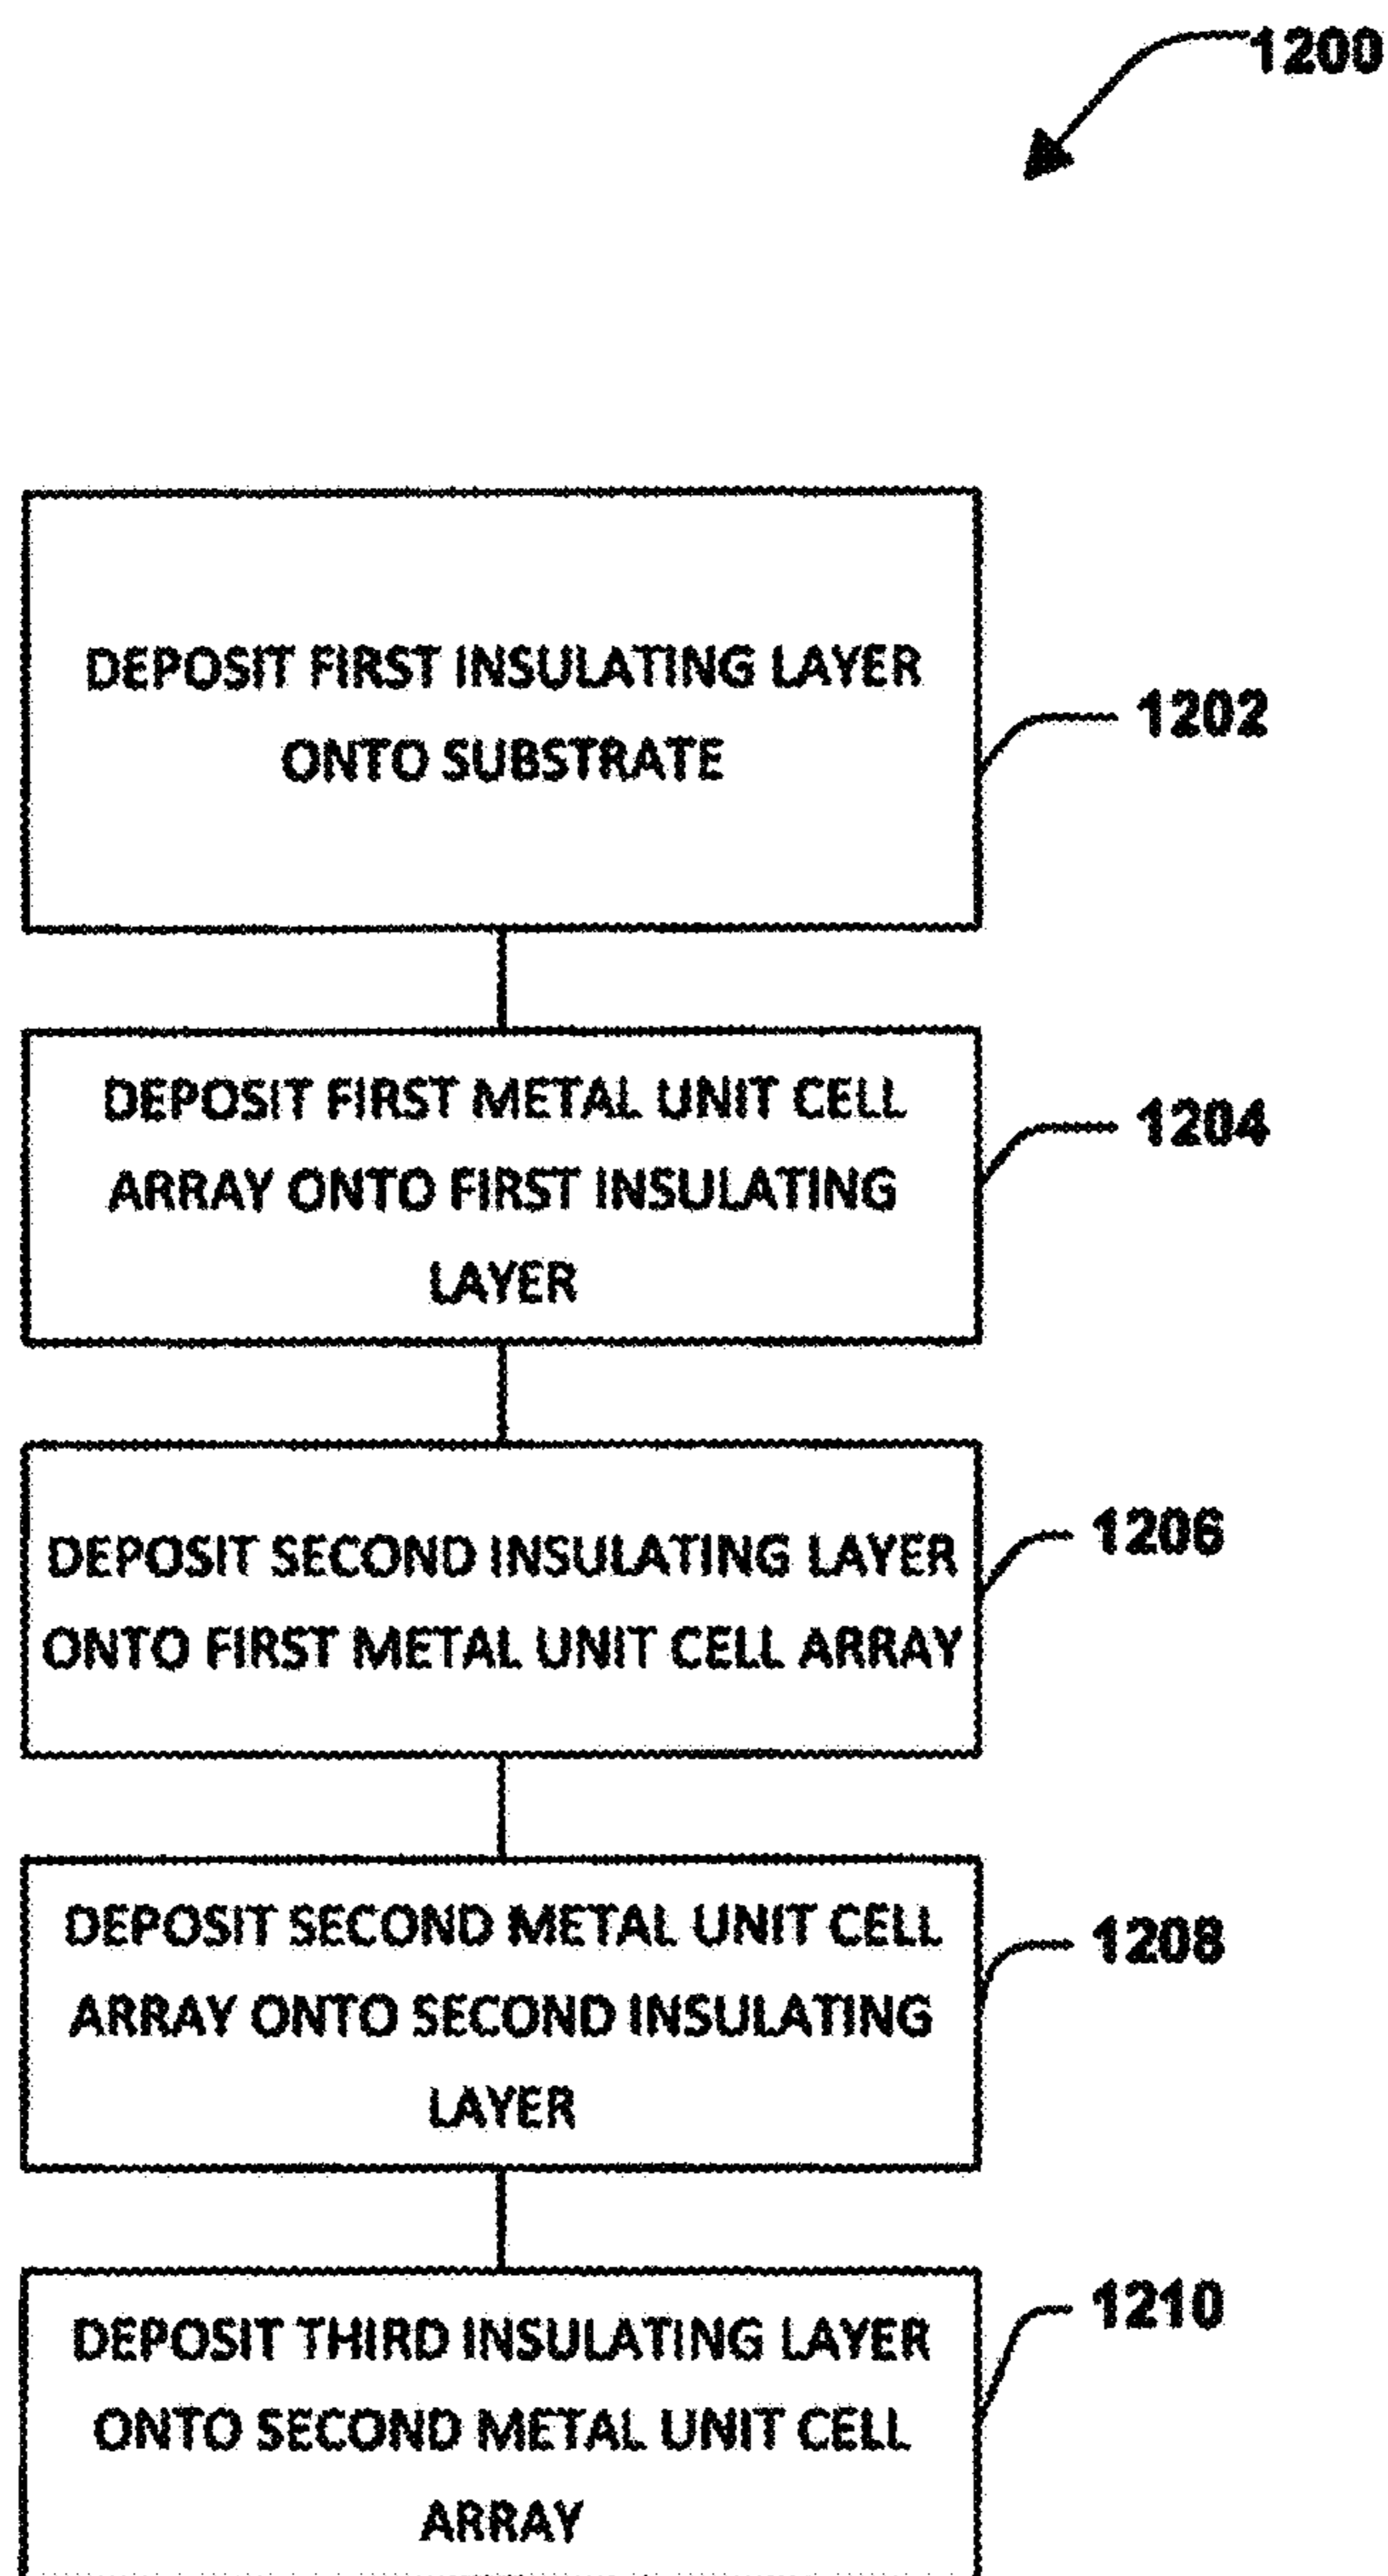 1200
DEPOSIT FIRST INSULATING LAYER
ONTO SUBSTRATE
1202
DEPOSIT FIRST METAL UNIT CELL
ARRAY ONTO FIRST INSULATING
LAYER
1204
DEPOSIT SECOND INSULATING LAYER
ONTO FIRST METAL UNIT CELL ARRAY
1206
DEPOSIT SECOND METAL UNIT CELL
ARRAY ONTO SECOND INSULATING
LAYER
1208
DEPOSIT THIRD INSULATING LAYER
ONTO SECOND METAL UNIT CELL
ARRAY
1210